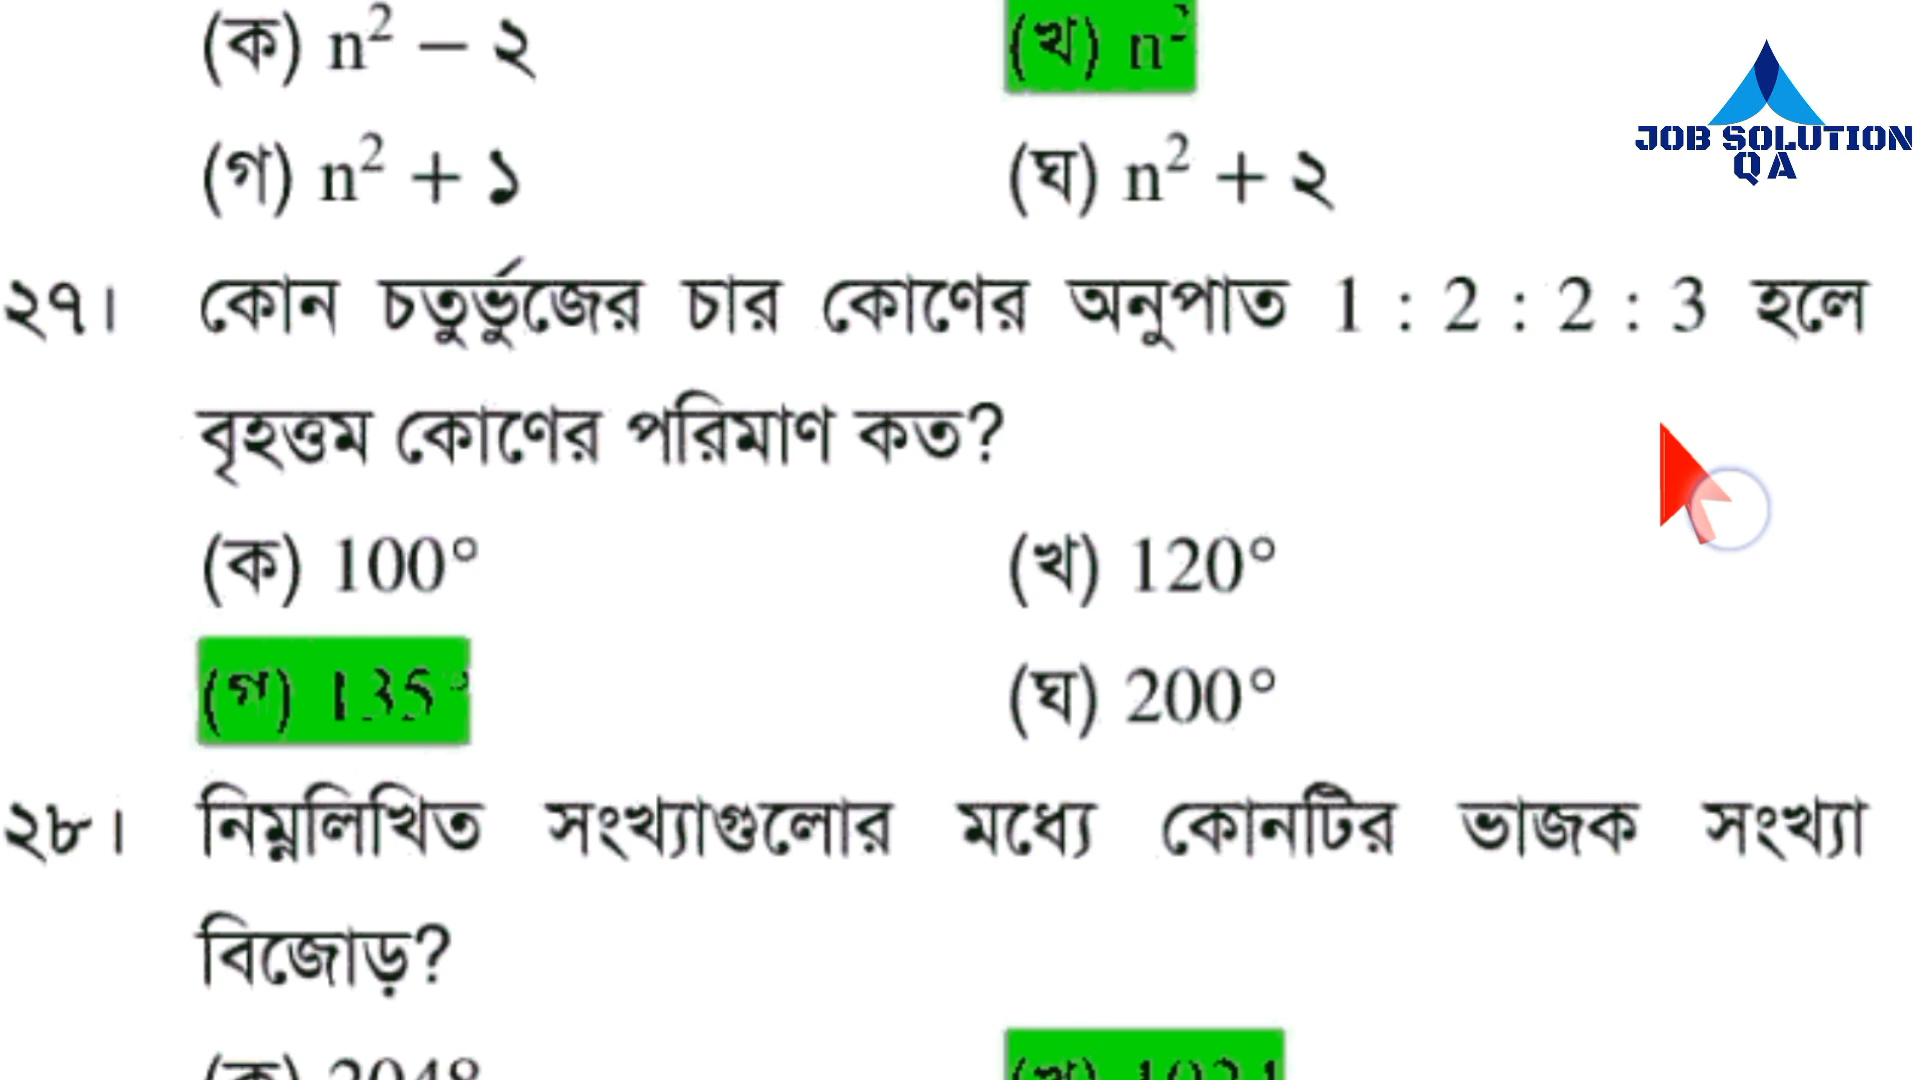 (ক) n² – ২ (খ) n²
(গ) n² + ১ (ঘ) n² + ২
JOB SOLUTION
QA
২৭। কোন চতুর্ভুজের চার কোণের অনুপাত 1 : 2 : 2 : 3 হলে
বৃহত্তম কোণের পরিমাণ কত?
(ক) 100° (খ) 120°
(গ) 135° (ঘ) 200°
২৮। নিম্নলিখিত সংখ্যাগুলোর মধ্যে কোনটির ভাজক সংখ্যা
বিজোড়?
(ক) 2048 (খ)